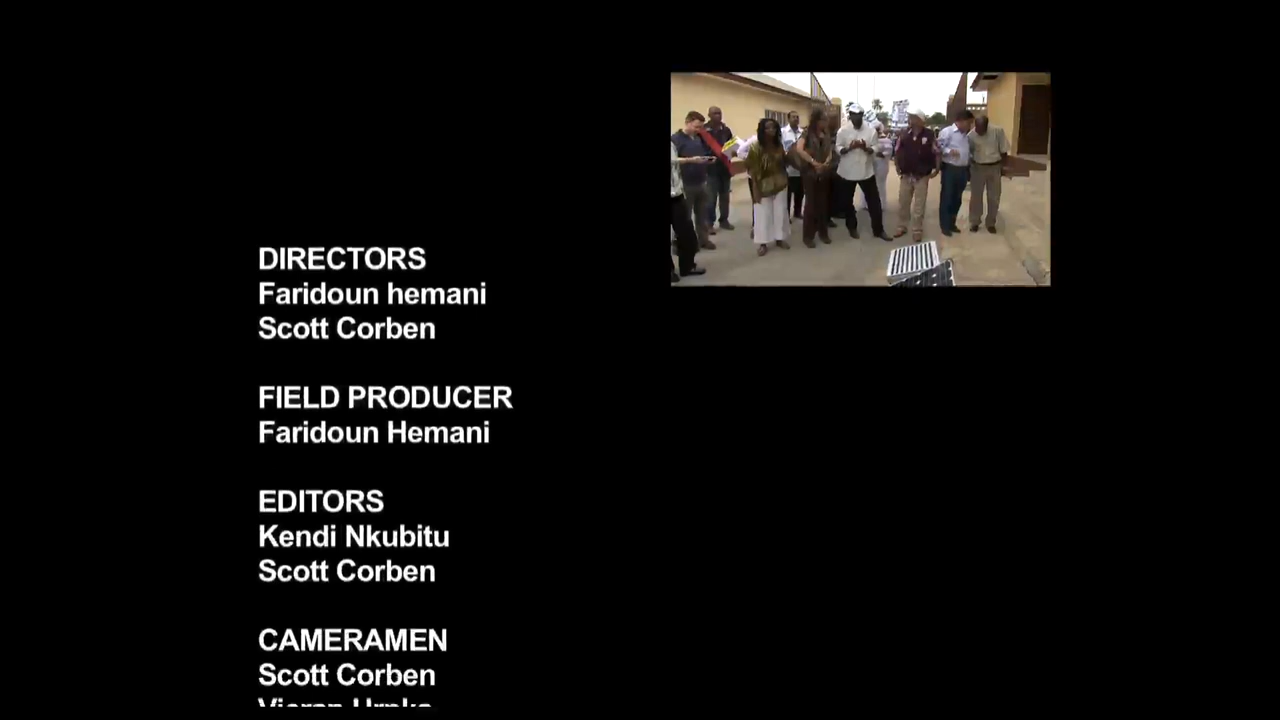 DIRECTORS
Faridoun hemani
Scott Corben
FIELD PRODUCER
Faridoun Hemani
EDITORS
Kendi Nkubitu
Scott Corben
CAMERAMEN
Scott Corben